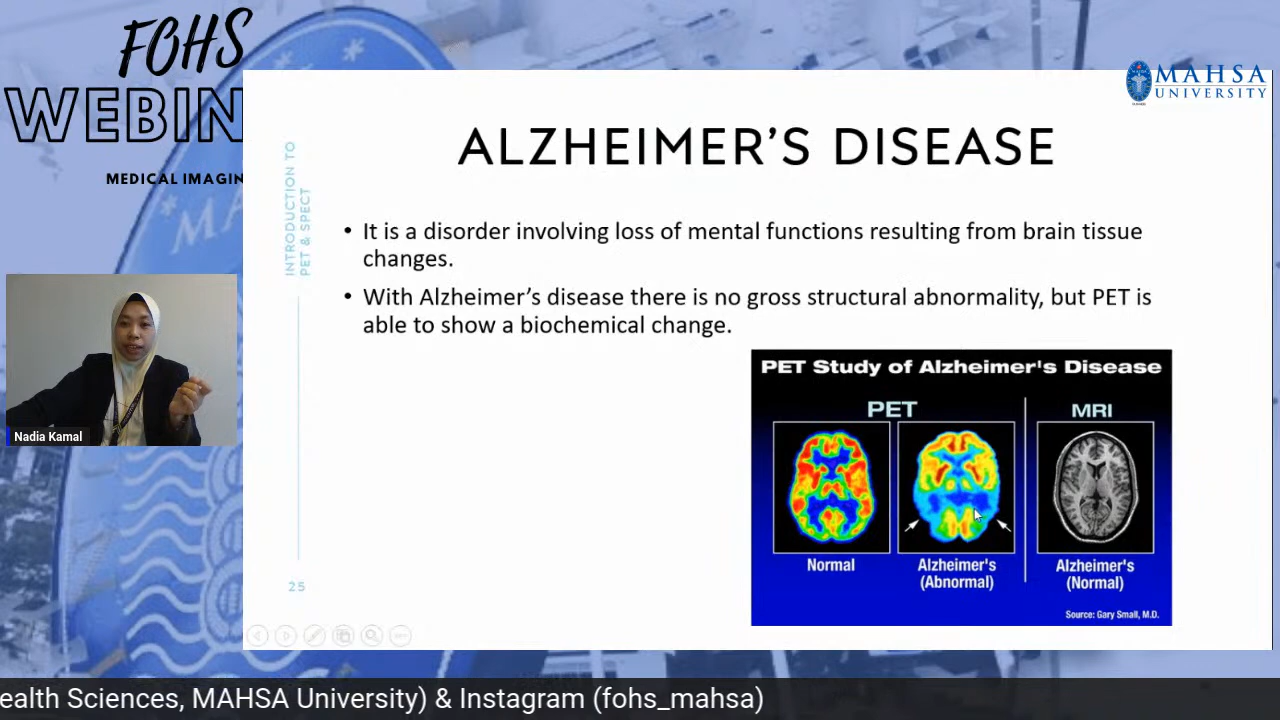 FOHS
WEBIN
MEDICAL IMAGIN
MAHSA
UNIVERSITY
INTRODUCTION TO
PET & SPECT
ALZHEIMER’S DISEASE
• It is a disorder involving loss of mental functions resulting from brain tissue
changes.
• With Alzheimer’s disease there is no gross structural abnormality, but PET is
able to show a biochemical change.
PET Study of Alzheimer's Disease
PET
MRI
Normal
Alzheimer's
(Abnormal)
Alzheimer's
(Normal)
Source: Gary Small, M.D.
25
Nadia Kamal
MA
ealth Sciences, MAHSA University) & Instagram (fohs_mahsa)